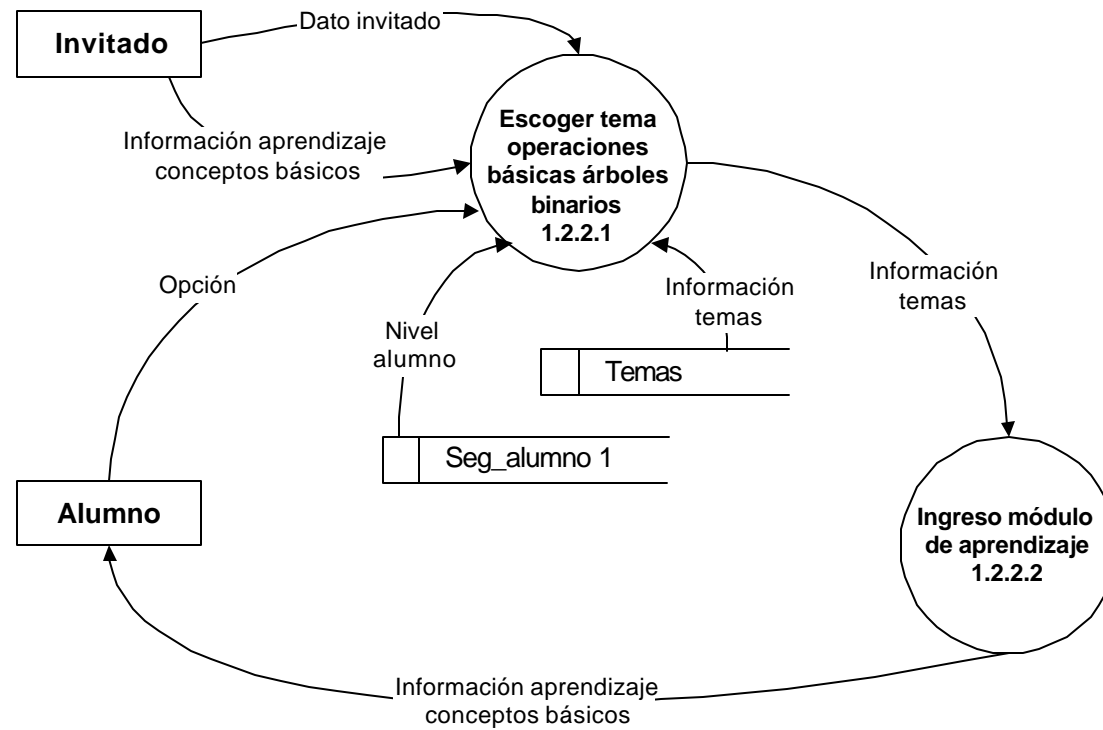 Dato invitado
Invitado
Escoger tema
operaciones
básicas árboles
binarios
1.2.2.1
Información aprendizaje
conceptos básicos
Opción
Información
temas
Información
temas
Nivel
alumno
Temas
Seg_alumno 1
Alumno
Ingreso módulo
de aprendizaje
1.2.2.2
Información aprendizaje
conceptos básicos